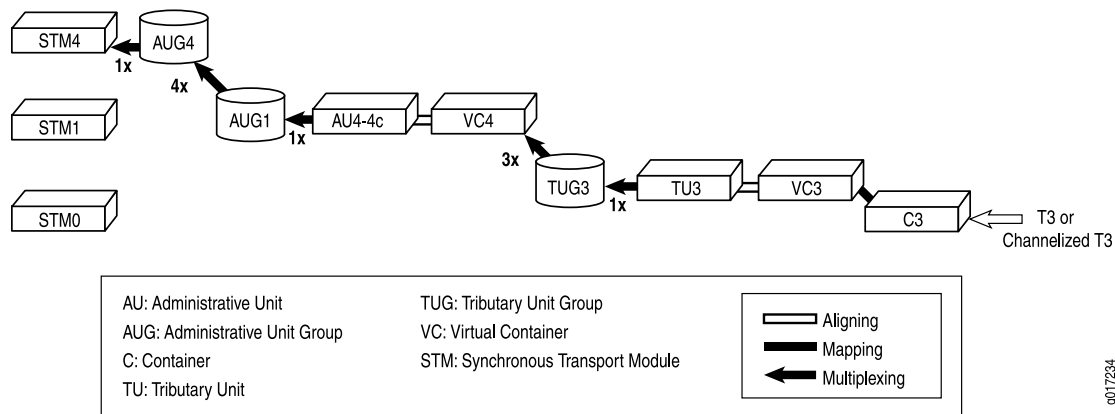 STM4
AUG4
1x
4x
STM1
AUG1
1x
AU4-4c
VC4
3x
STM0
TUG3
1x
TU3
VC3
C3
T3 or
Channelized T3
AU: Administrative Unit
AUG: Administrative Unit Group
C: Container
TU: Tributary Unit
TUG: Tributary Unit Group
VC: Virtual Container
STM: Synchronous Transport Module
Aligning
Mapping
Multiplexing
g017234